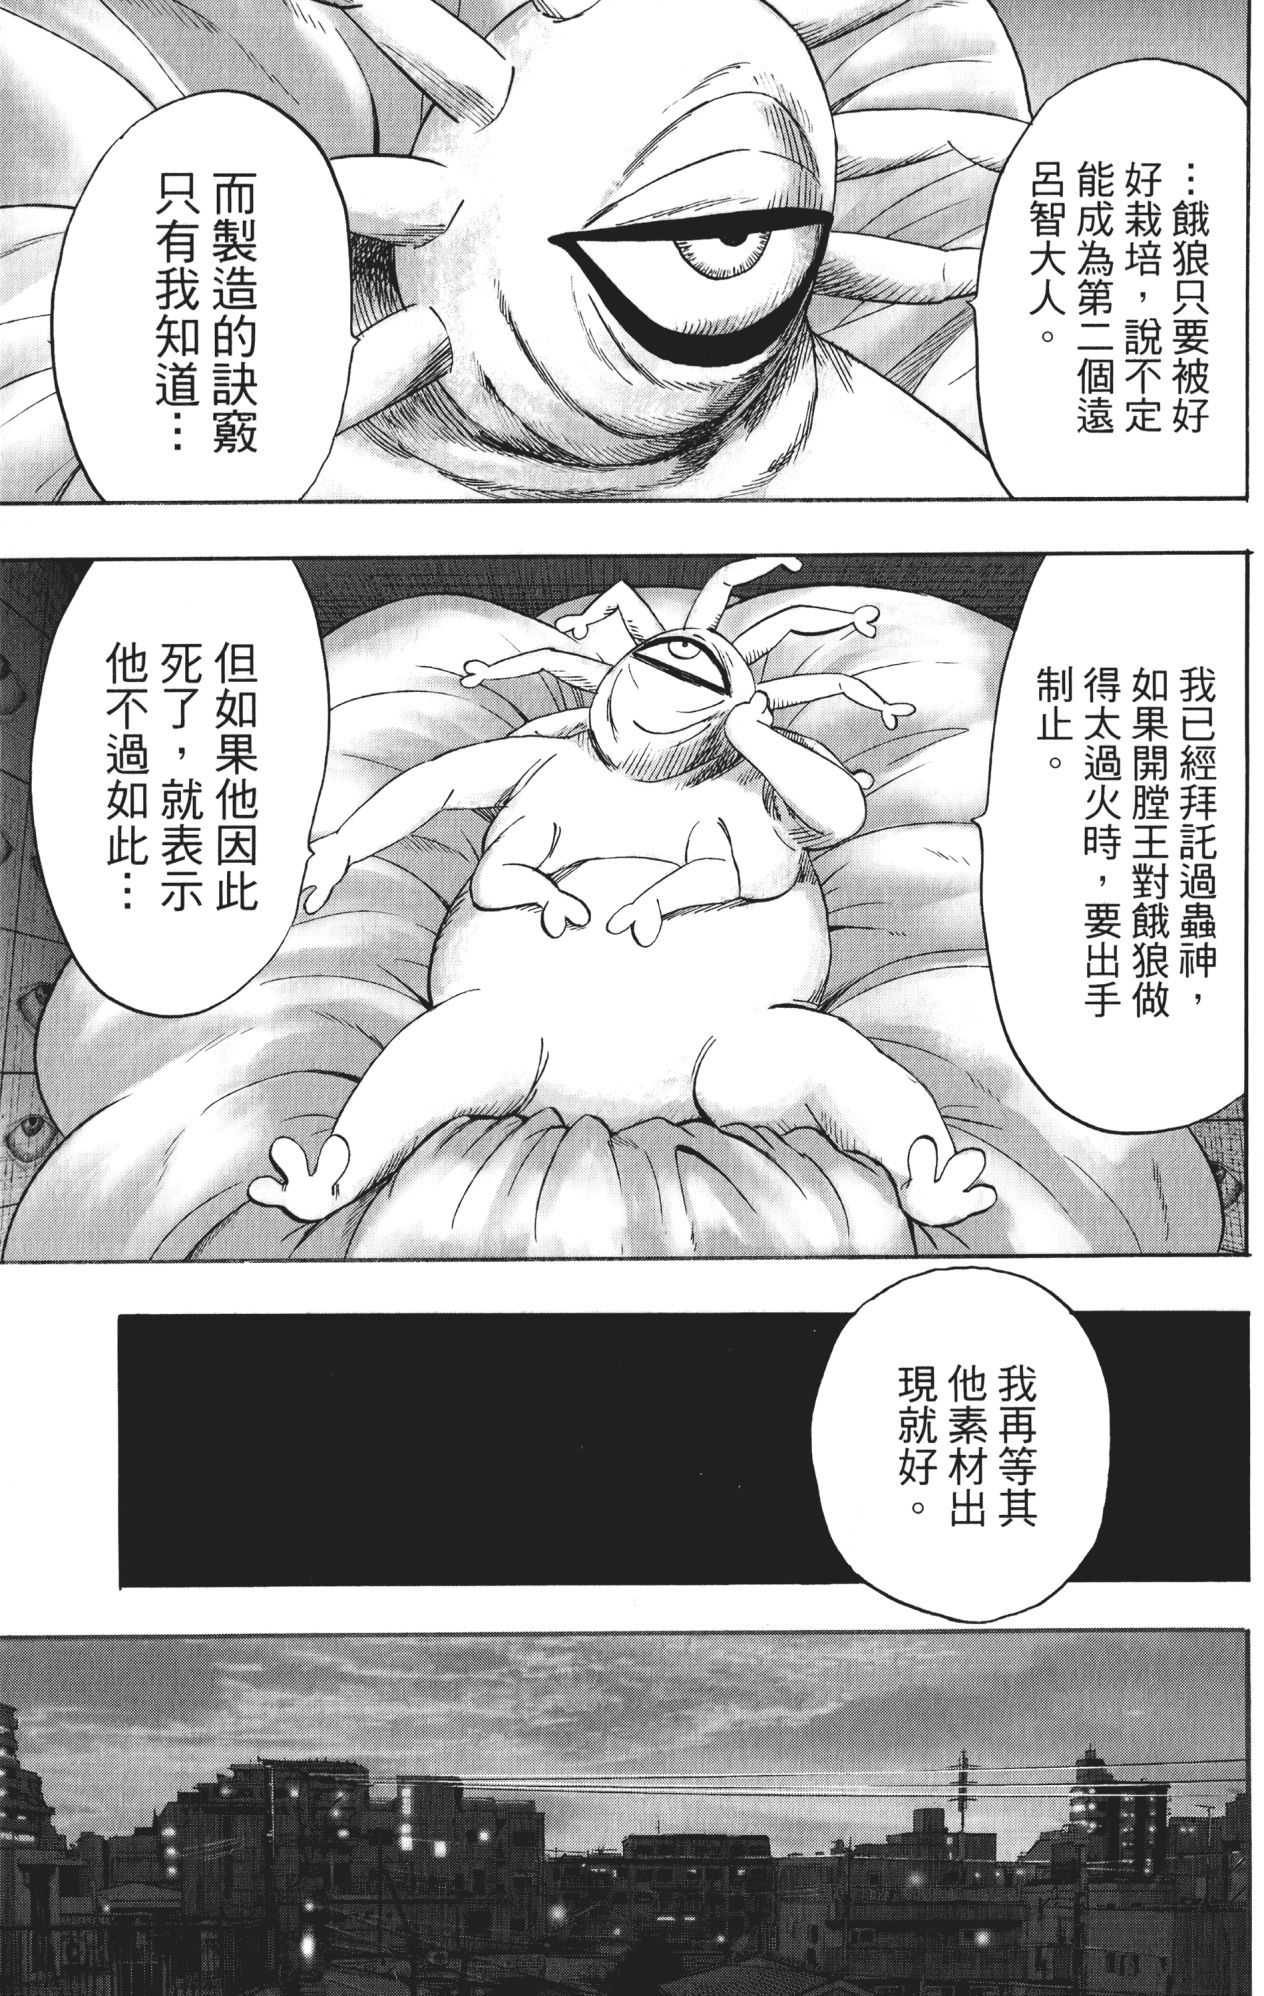 …餓狼只要被好
好栽培，說不定
能成為第二個遠
呂智大人。
而製造的訣竅
只有我知道…
我已經拜託過蟲神，
如果開膛王對餓狼做
得太過火時，要出手
制止。
但如果他因此
死了，就表示
他不過如此…
我再等其
他素材出
現就好。